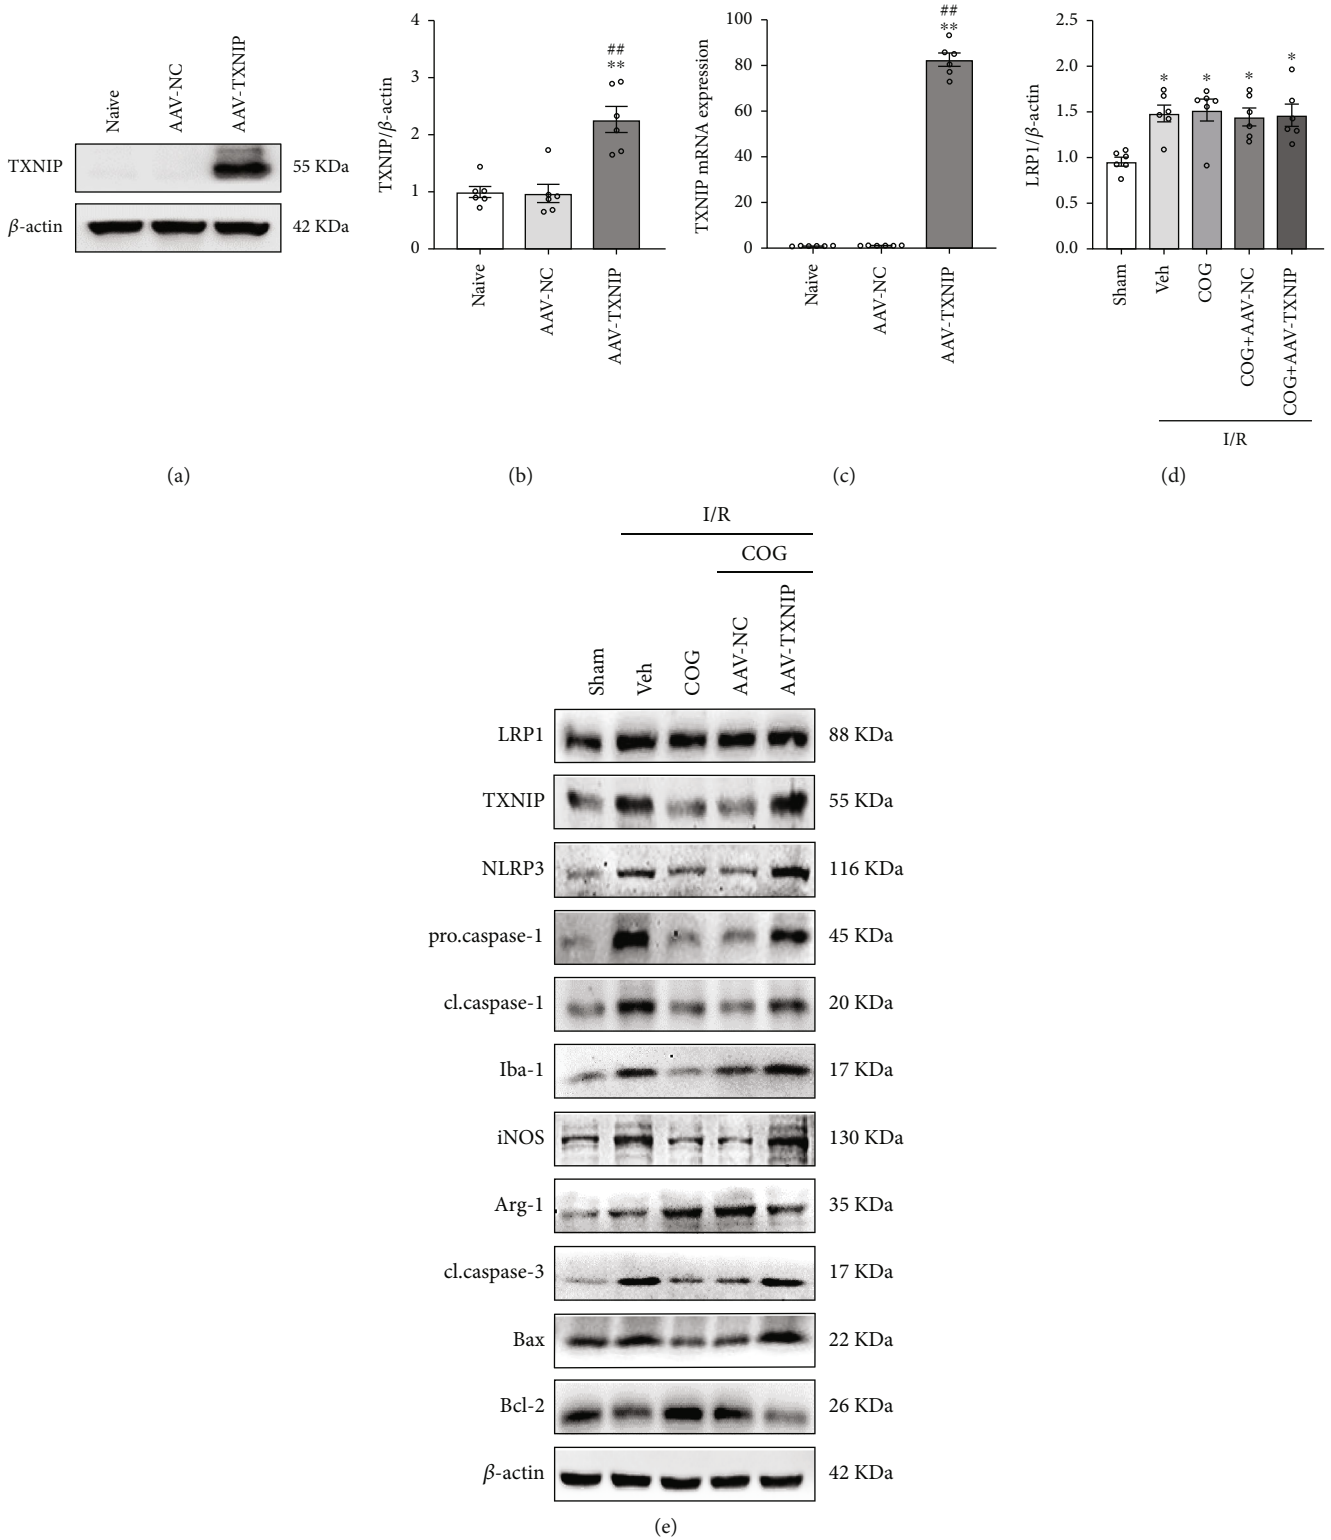 Naive
AAV-NC
AAV-TXNIP
TXNIP
55 KDa
β-actin
42 KDa
(a)
TXNIP/β-actin
4
3
2
1
0
##
**
Naive
AAV-NC
AAV-TXNIP
(b)
TXNIP mRNA expression
100
80
60
40
20
0
##
**
Naive
AAV-NC
AAV-TXNIP
(c)
LRP1/β-actin
2.5
2.0
1.5
1.0
0.5
0.0
*
*
*
*
Sham
Veh
COG
COG+AAV-NC
COG+AAV-TXNIP
I/R
(d)
I/R
COG
Sham
Veh
COG
AAV-NC
AAV-TXNIP
LRP1
88 KDa
TXNIP
55 KDa
NLRP3
116 KDa
pro.caspase-1
45 KDa
cl.caspase-1
20 KDa
Iba-1
17 KDa
iNOS
130 KDa
Arg-1
35 KDa
cl.caspase-3
17 KDa
Bax
22 KDa
Bcl-2
26 KDa
β-actin
42 KDa
(e)